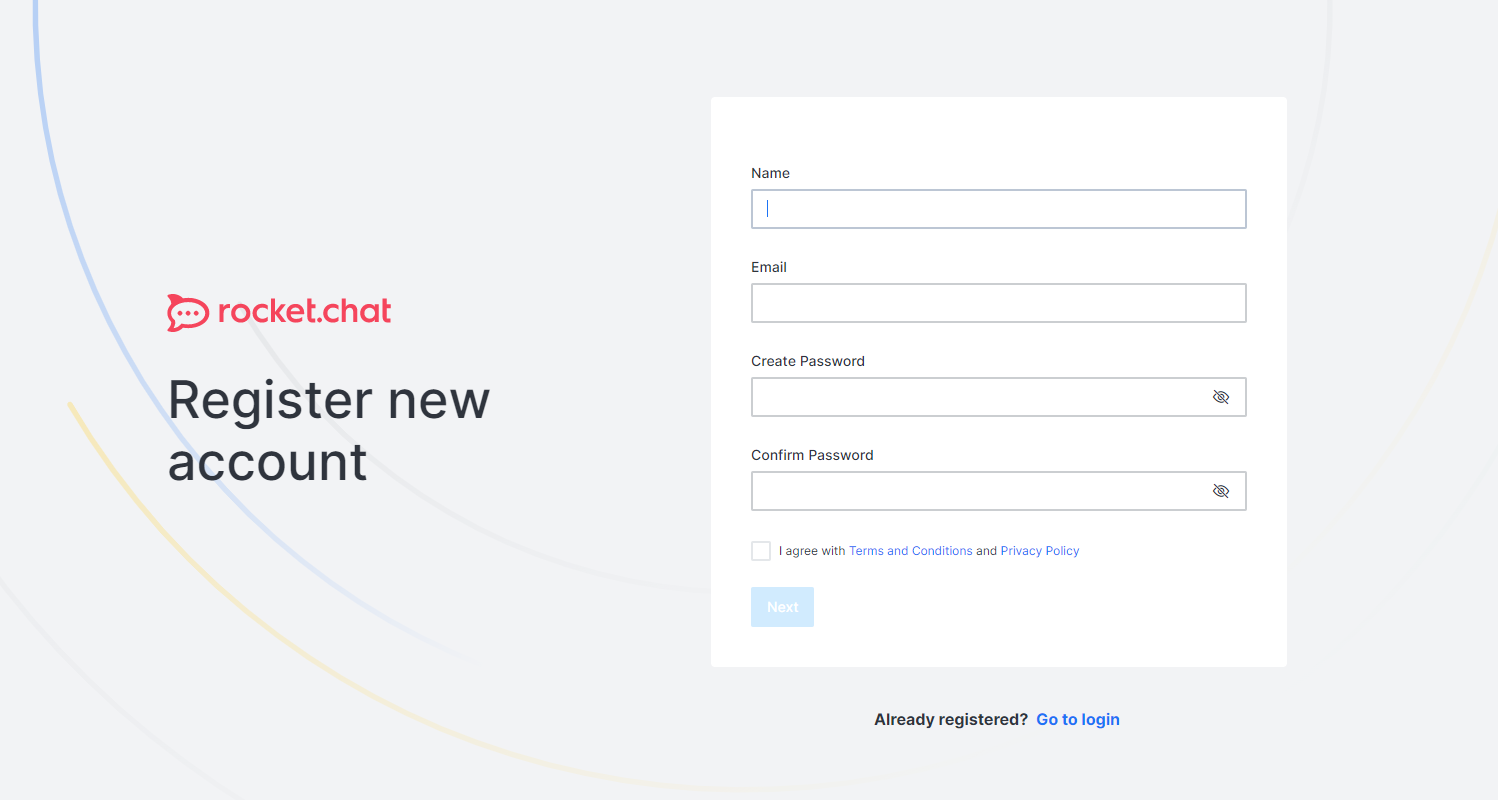 rocket.chat
Register new
account
Name
Email
Create Password
Confirm Password
I agree with Terms and Conditions and Privacy Policy
Next
Already registered? Go to login